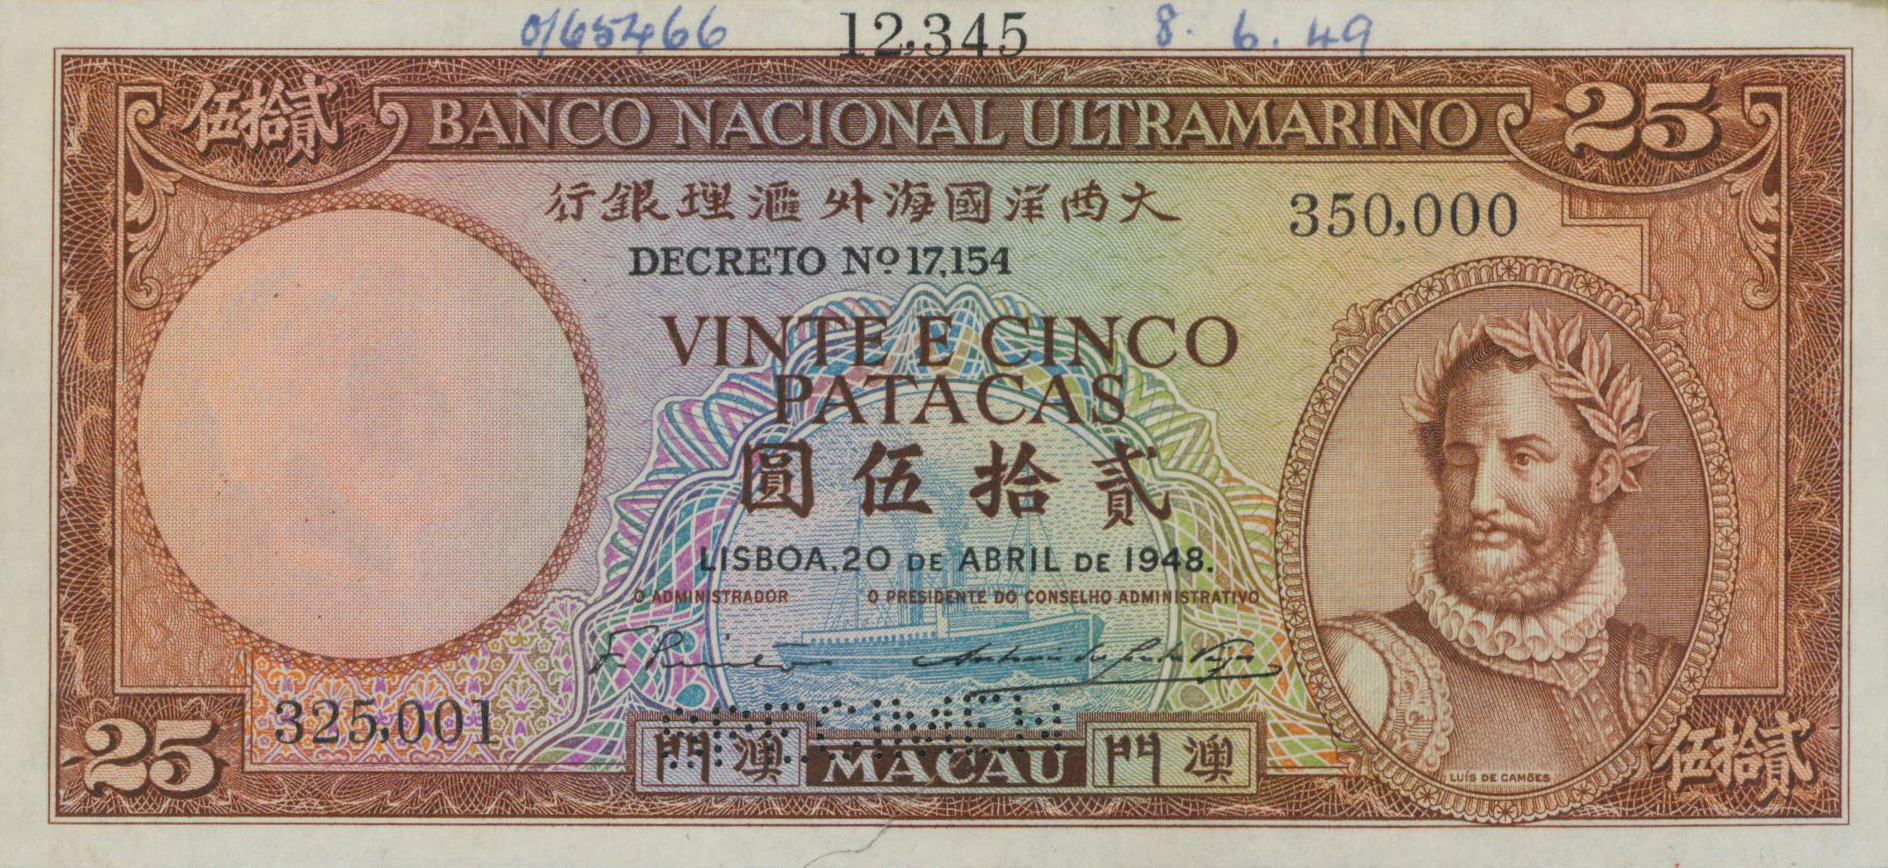 0/65466 12,345 8. 6. 49
貳拾伍 BANCO NACIONAL ULTRAMARINO 25
大西洋國海外滙理銀行 350,000
DECRETO Nº 17,154
VINTE E CINCO
PATACAS
貳拾伍圓
LISBOA, 20 DE ABRIL DE 1948.
O ADMINISTRADOR O PRESIDENTE DO CONSELHO ADMINISTRATIVO
325,001
25 澳門 MACAU 澳門 貳拾伍
LUÍS DE CAMÕES